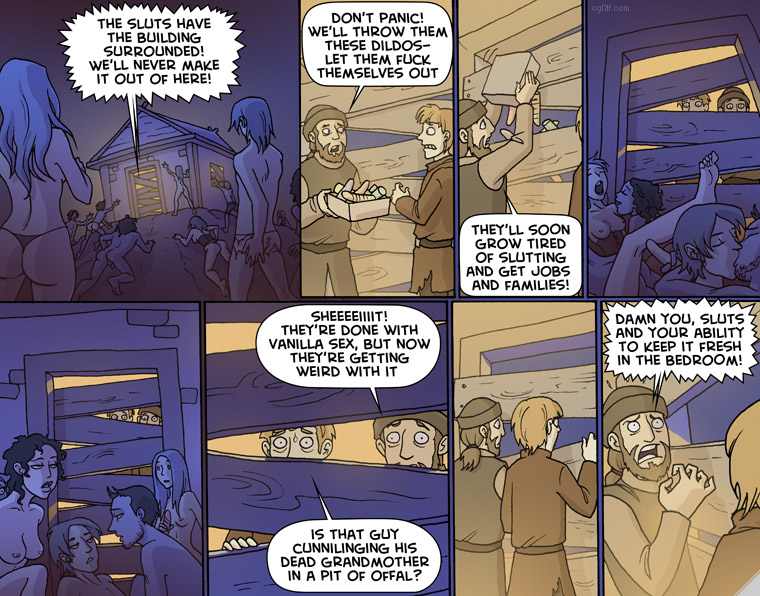 THE SLUTS HAVE
THE BUILDING
SURROUNDED!
WE'LL NEVER MAKE
IT OUT OF HERE!
DON'T PANIC!
WE'LL THROW THEM
THESE DILDOS-
LET THEM FUCK
THEMSELVES OUT
THEY'LL SOON
GROW TIRED
OF SLUTTING
AND GET JOBS
AND FAMILIES!
oglaf.com
SHEEEEIIIIT!
THEY'RE DONE WITH
VANILLA SEX, BUT NOW
THEY'RE GETTING
WEIRD WITH IT
IS THAT GUY
CUNNILINGING HIS
DEAD GRANDMOTHER
IN A PIT OF OFFAL?
DAMN YOU, SLUTS
AND YOUR ABILITY
TO KEEP IT FRESH
IN THE BEDROOM!